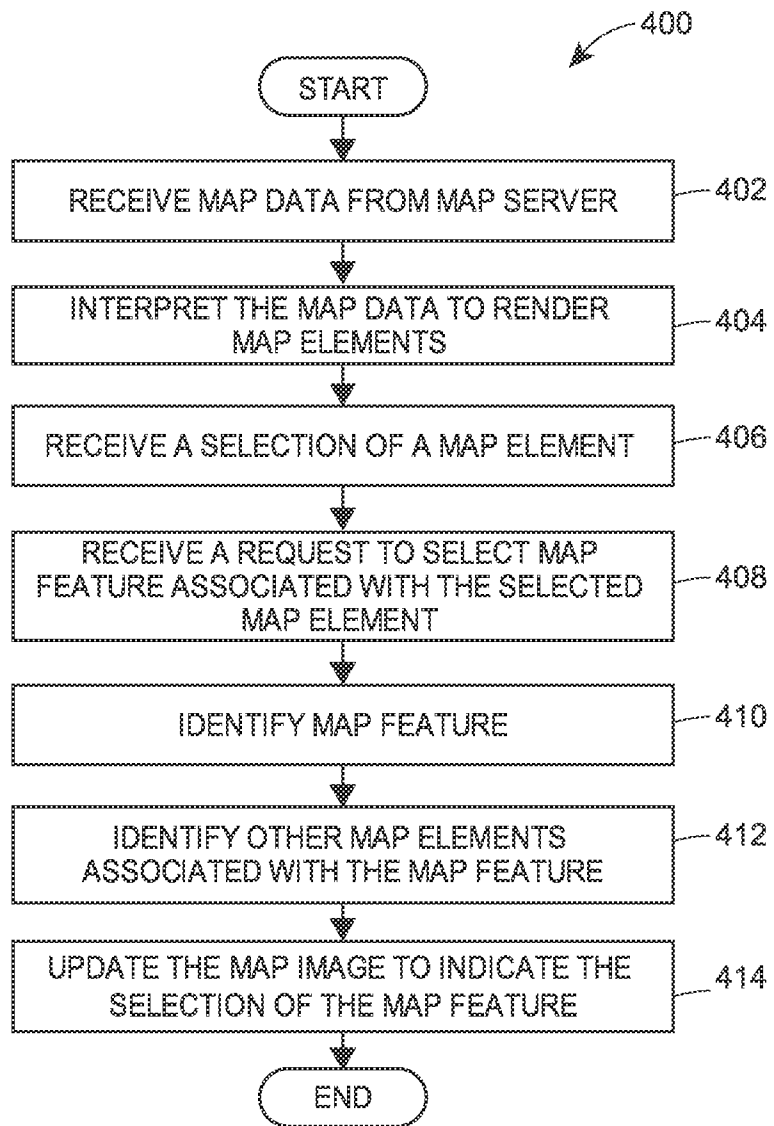 400
START
RECEIVE MAP DATA FROM MAP SERVER
402
INTERPRET THE MAP DATA TO RENDER
MAP ELEMENTS
404
RECEIVE A SELECTION OF A MAP ELEMENT
406
RECEIVE A REQUEST TO SELECT MAP
FEATURE ASSOCIATED WITH THE SELECTED
MAP ELEMENT
408
IDENTIFY MAP FEATURE
410
IDENTIFY OTHER MAP ELEMENTS
ASSOCIATED WITH THE MAP FEATURE
412
UPDATE THE MAP IMAGE TO INDICATE THE
SELECTION OF THE MAP FEATURE
414
END